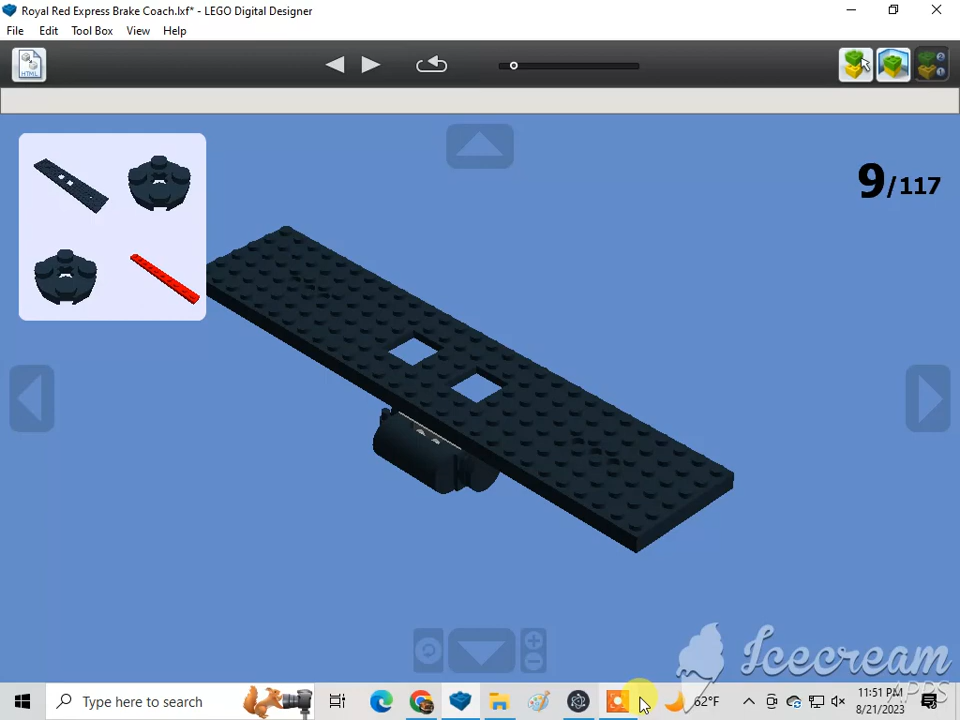 Royal Red Express Brake Coach.lxf* - LEGO Digital Designer
File Edit Tool Box View Help
HTML
9/117
Icecream
APPS
Type here to search
62°F
11:51 PM
8/21/2023